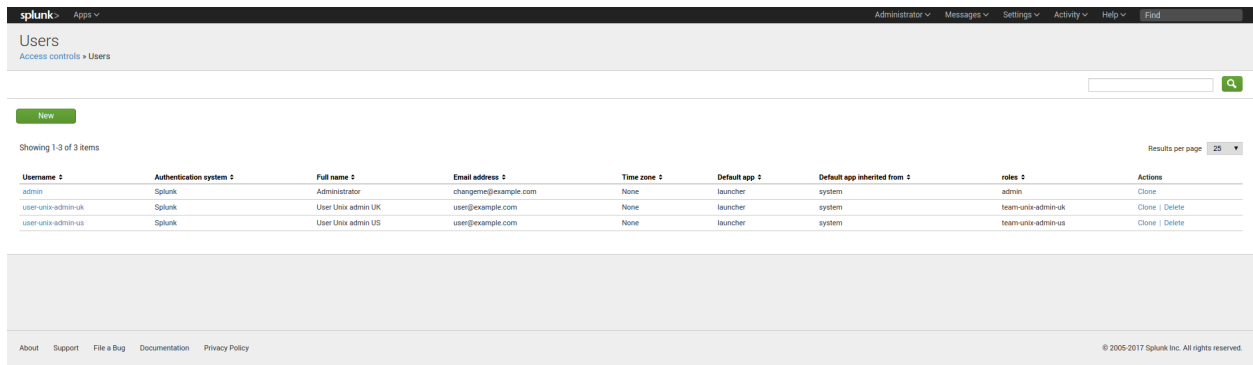 splunk> Apps Administrator Messages Settings Activity Help Find
Users
Access controls » Users
New
Showing 1-3 of 3 items
Results per page 25
Username Authentication system Full name Email address Time zone Default app Default app inherited from roles Actions
admin Splunk Administrator changeme@example.com None launcher system admin Clone
user-unix-admin-uk Splunk User Unix admin UK user@example.com None launcher system team-unix-admin-uk Clone | Delete
user-unix-admin-us Splunk User Unix admin US user@example.com None launcher system team-unix-admin-us Clone | Delete
About Support File a Bug Documentation Privacy Policy © 2005-2017 Splunk Inc. All rights reserved.